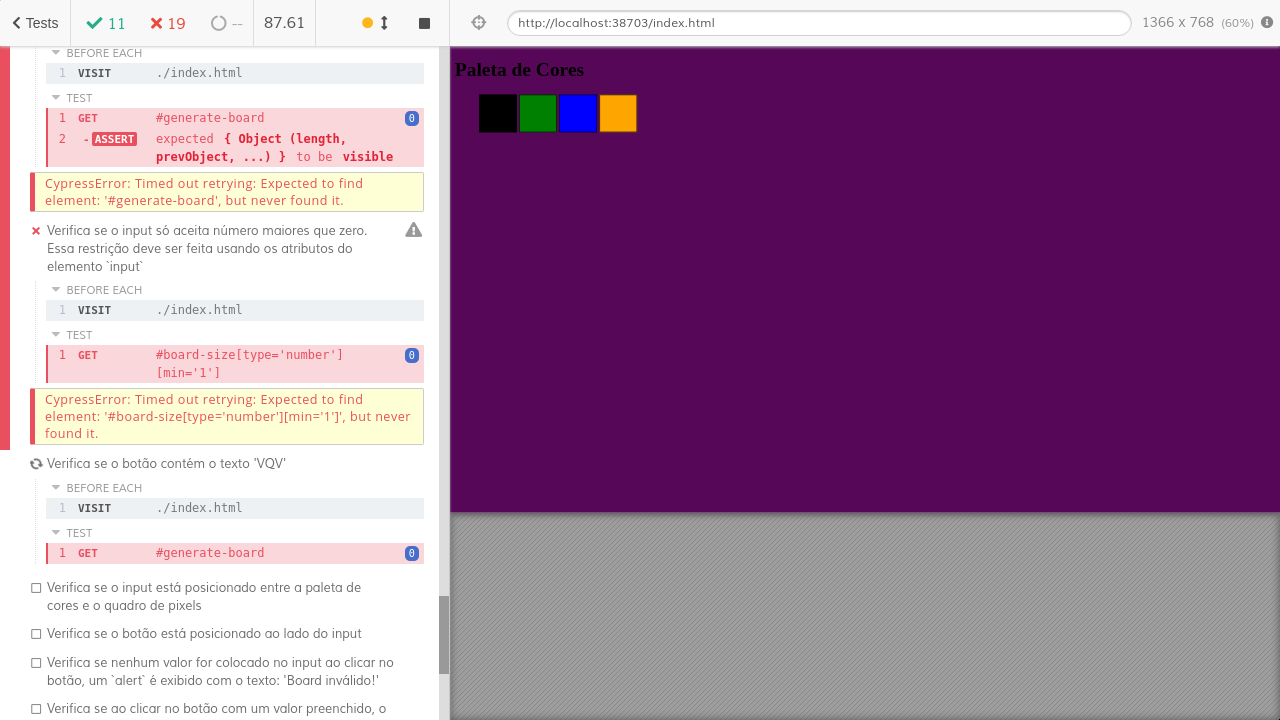 Tests 11 19 -- 87.61 http://localhost:38703/index.html 1366 x 768 (60%)
BEFORE EACH
1 VISIT ./index.html
TEST
1 GET #generate-board 0
2 -ASSERT expected { Object (length,
prevObject, ...) } to be visible
CypressError: Timed out retrying: Expected to find
element: '#generate-board', but never found it.
Verifica se o input só aceita número maiores que zero.
Essa restrição deve ser feita usando os atributos do
elemento `input`
BEFORE EACH
1 VISIT ./index.html
TEST
1 GET #board-size[type='number'] 0
[min='1']
CypressError: Timed out retrying: Expected to find
element: '#board-size[type='number'][min='1']', but never
found it.
Verifica se o botão contém o texto 'VQV'
BEFORE EACH
1 VISIT ./index.html
TEST
1 GET #generate-board 0
Verifica se o input está posicionado entre a paleta de
cores e o quadro de pixels
Verifica se o botão está posicionado ao lado do input
Verifica se nenhum valor for colocado no input ao clicar no
botão, um `alert` é exibido com o texto: 'Board inválido!'
Verifica se ao clicar no botão com um valor preenchido, o
Paleta de Cores